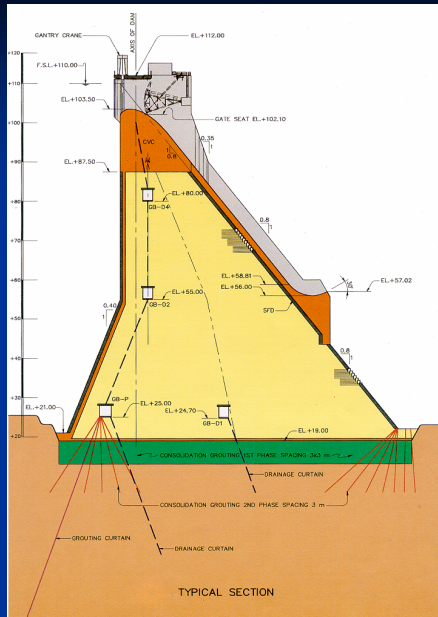 GANTRY CRANE
AXIS OF DAM
EL.+112.00
+120
F.S.L.+110.00
+110
EL.+103.50
GATE SEAT EL.+102.10
+100
0.35
1
CVC
0.8
1
+90
EL.+87.50
EL.+80.00
+80
GB-D4
+70
0.8
1
+60
EL.+58.81
EL.+57.02
EL.+56.00
EL.+55.00
GB-D2
SFD
0.40
1
+50
+40
0.8
1
+30
GB-P
EL.+25.00
EL.+24.70
GB-D1
EL.+21.00
+20
EL.+19.00
CONSOLIDATION GROUTING 1ST PHASE SPACING 3x3 m
DRAINAGE CURTAIN
CONSOLIDATION GROUTING 2ND PHASE SPACING 3 m
GROUTING CURTAIN
DRAINAGE CURTAIN
TYPICAL SECTION